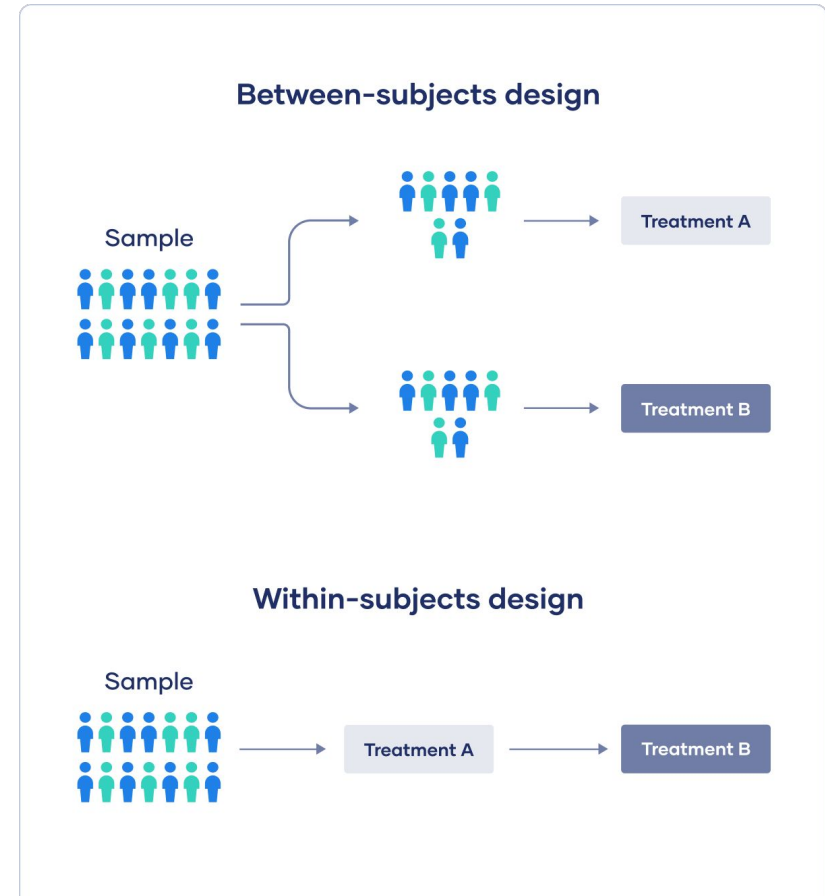 Between-subjects design
Sample
Treatment A
Treatment B
Within-subjects design
Sample
Treatment A
Treatment B